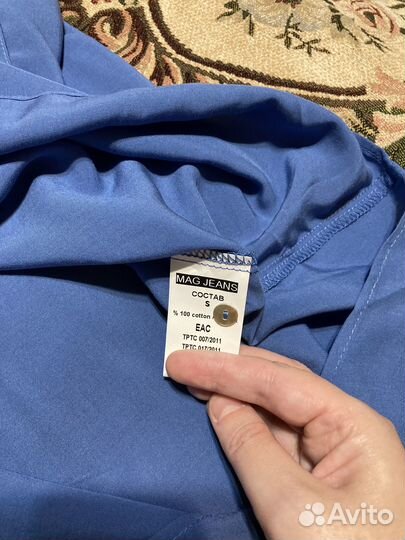 MAG JEANS
СОСТАВ
S
% 100 cotton
EAC
ТРТС 007/2011
ТРТС 017/2011
Avito